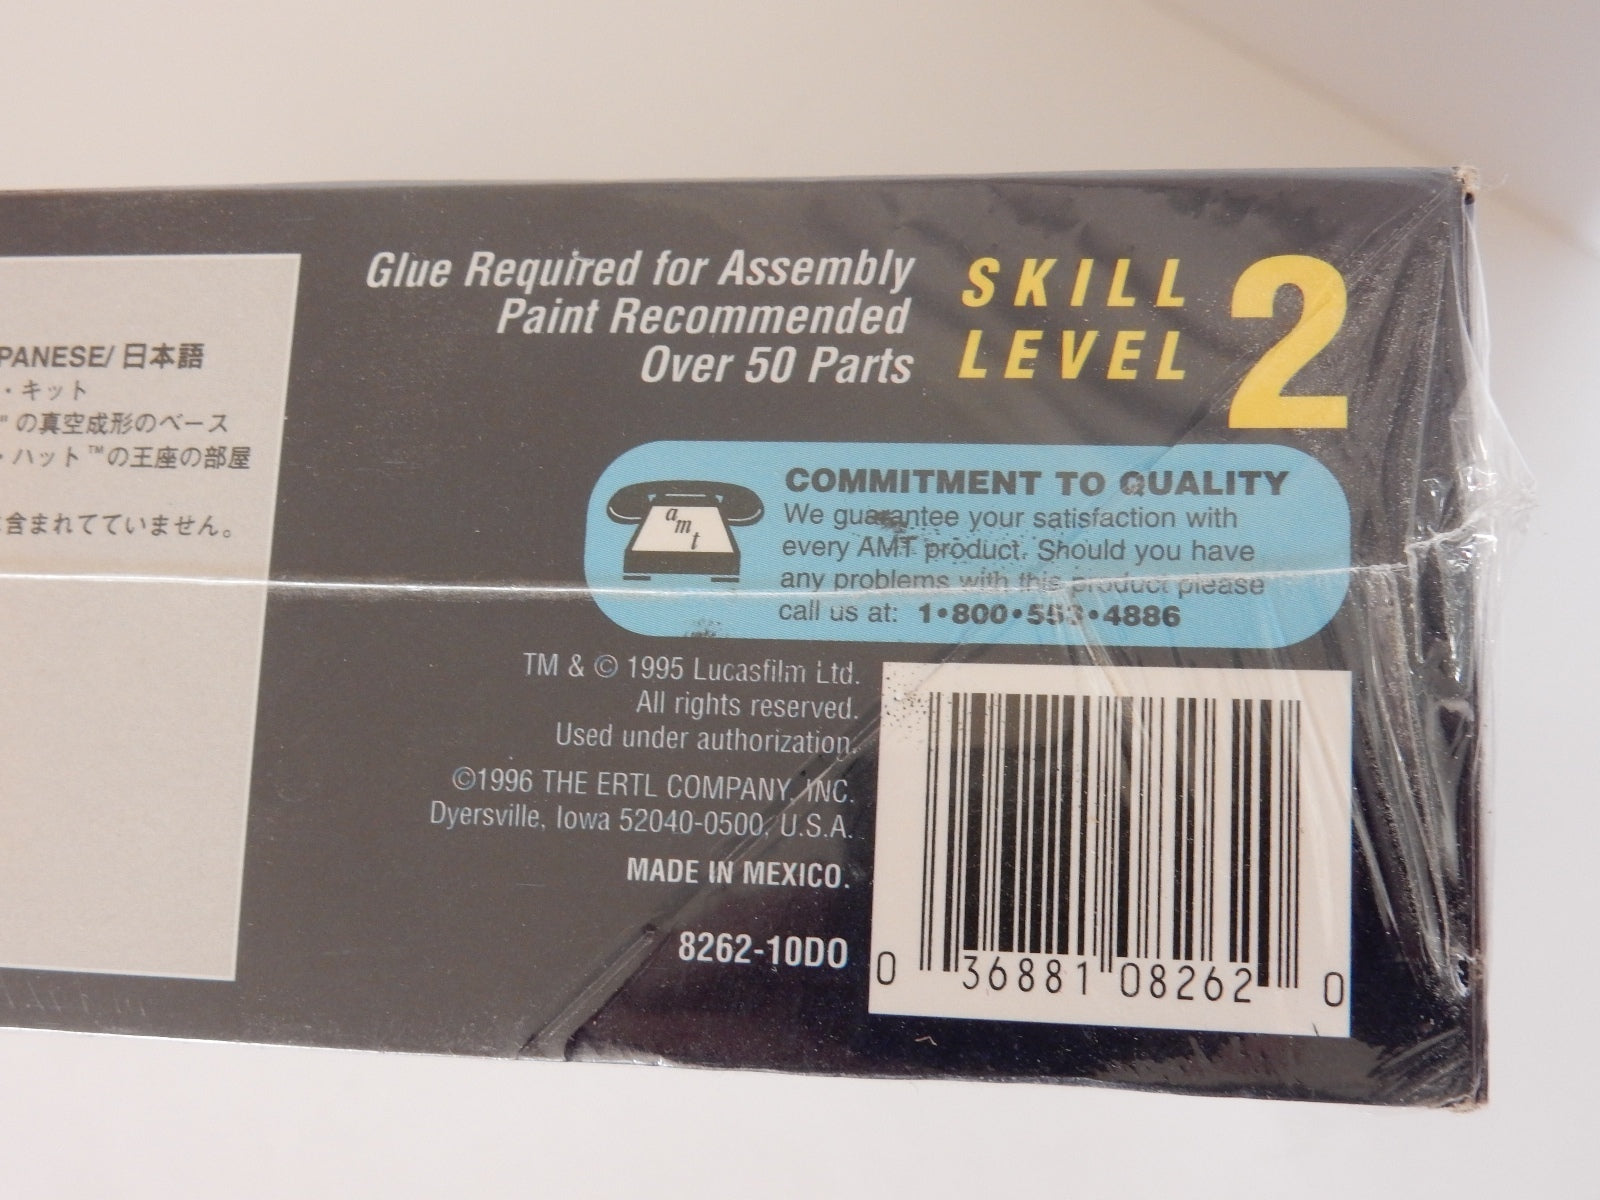 PANESE/ 日本語
・キット
の真空成形のベース
・ハット™の王座の部屋
含まれてていません。
Glue Required for Assembly
Paint Recommended
Over 50 Parts
SKILL
LEVEL
2
amt
COMMITMENT TO QUALITY
We guarantee your satisfaction with
every AMT product. Should you have
any problems with this product please
call us at: 1•800•553•4886
TM & © 1995 Lucasfilm Ltd.
All rights reserved.
Used under authorization.
©1996 THE ERTL COMPANY, INC.
Dyersville, Iowa 52040-0500, U.S.A.
MADE IN MEXICO.
8262-10DO
0 36881 08262 0